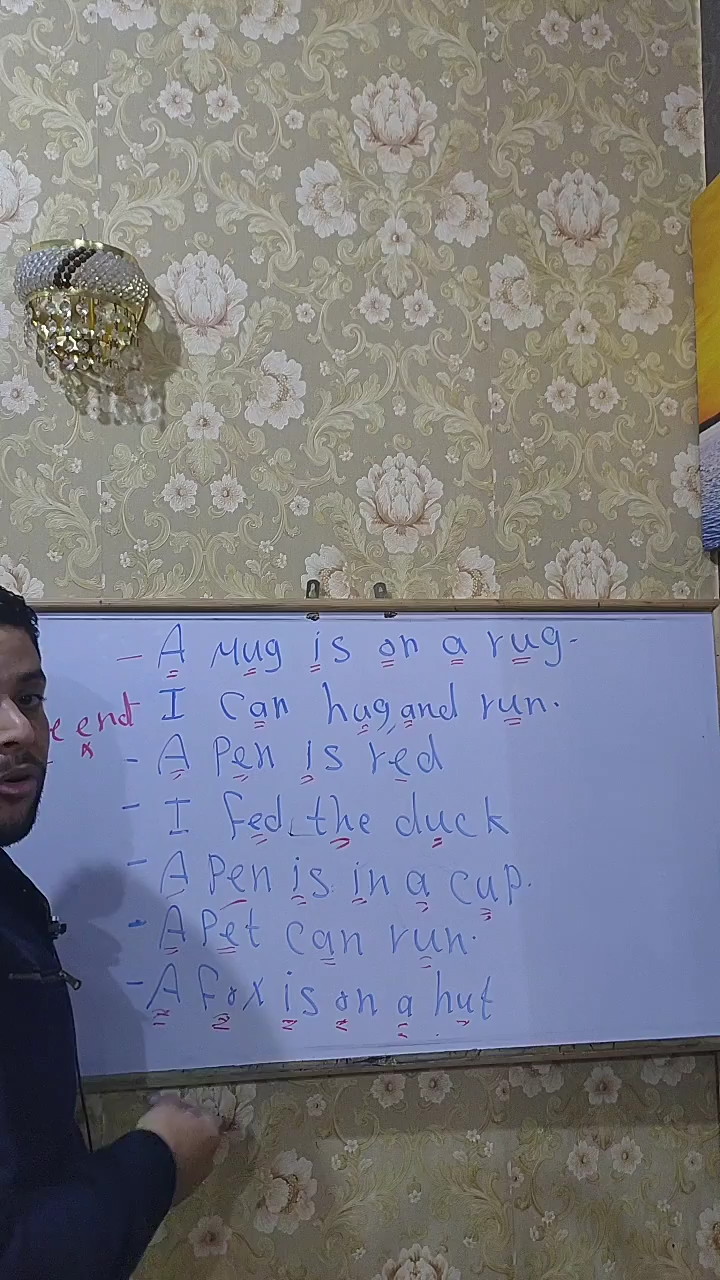 - A Mug is on a rug.
I can hug, and run.
e end
x
- A Pen is red
- I fed the duck
- A Pen is in a cup.
- A Pet can run.
- A fox is on a hut